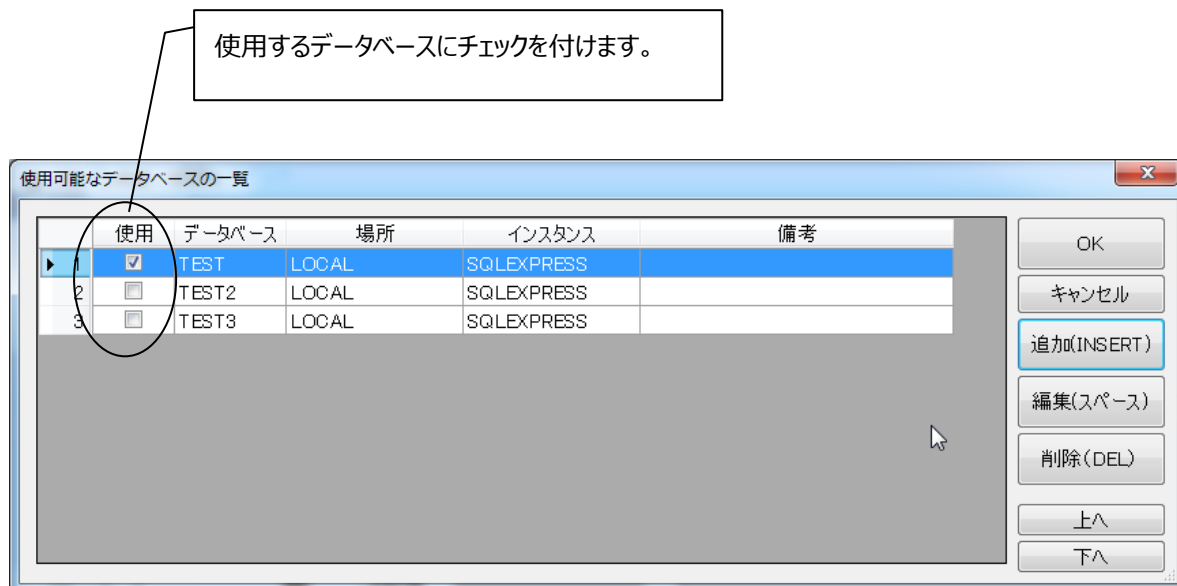 使用するデータベースにチェックを付けます。
使用可能なデータベースの一覧
使用 データベース 場所 インスタンス 備考
1 TEST LOCAL SQLEXPRESS
2 TEST2 LOCAL SQLEXPRESS
3 TEST3 LOCAL SQLEXPRESS
OK
キャンセル
追加(INSERT)
編集(スペース)
削除(DEL)
上へ
下へ